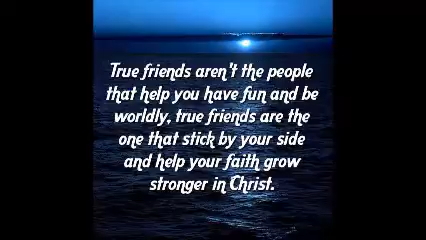 True friends aren't the people
that help you have fun and be
worldly, true friends are the
one that stick by your side
and help your faith grow
stronger in Christ.